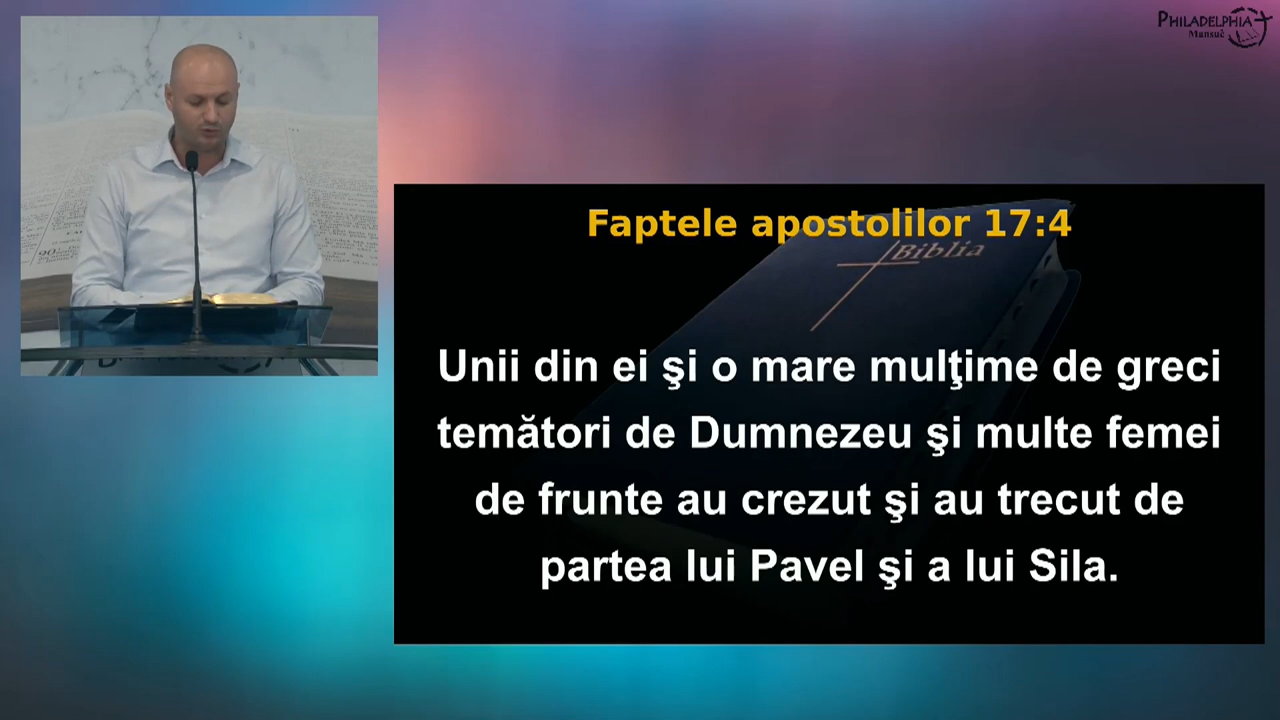 PHILADELPHIA
Mansuè
Faptele apostolilor 17:4
Biblia
Unii din ei şi o mare mulţime de greci
temători de Dumnezeu şi multe femei
de frunte au crezut şi au trecut de
partea lui Pavel şi a lui Sila.